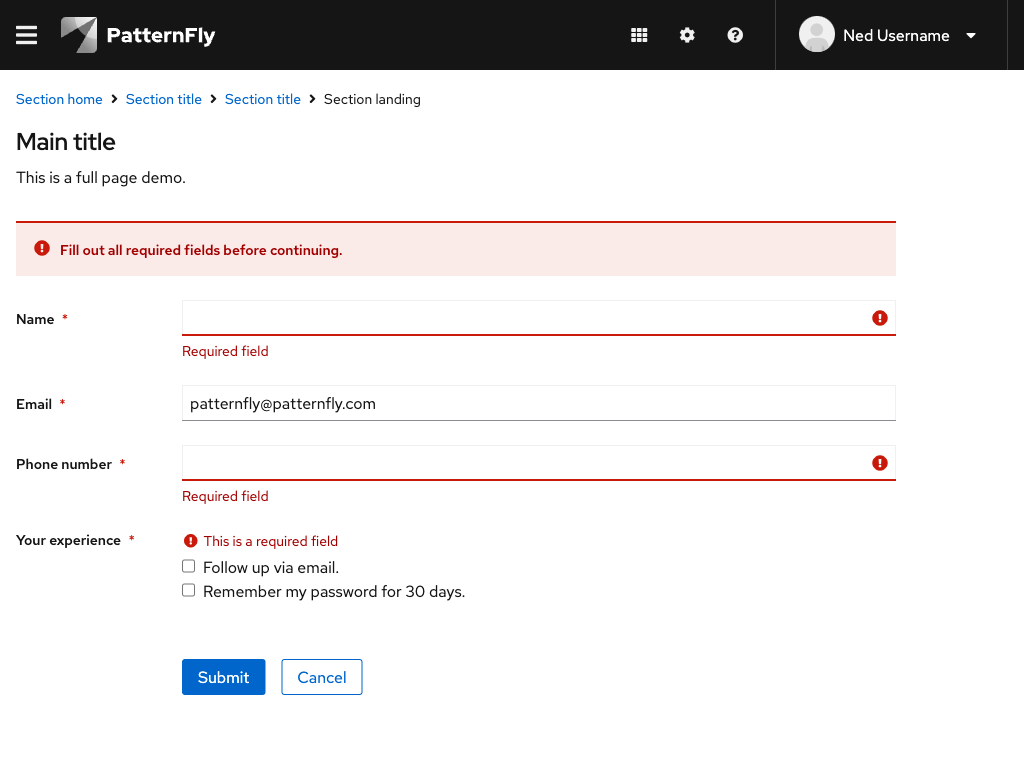 PatternFly
Ned Username
Section home Section title Section title Section landing
Main title
This is a full page demo.
Fill out all required fields before continuing.
Name *
Required field
Email * patternfly@patternfly.com
Phone number *
Required field
Your experience * This is a required field
Follow up via email.
Remember my password for 30 days.
Submit Cancel